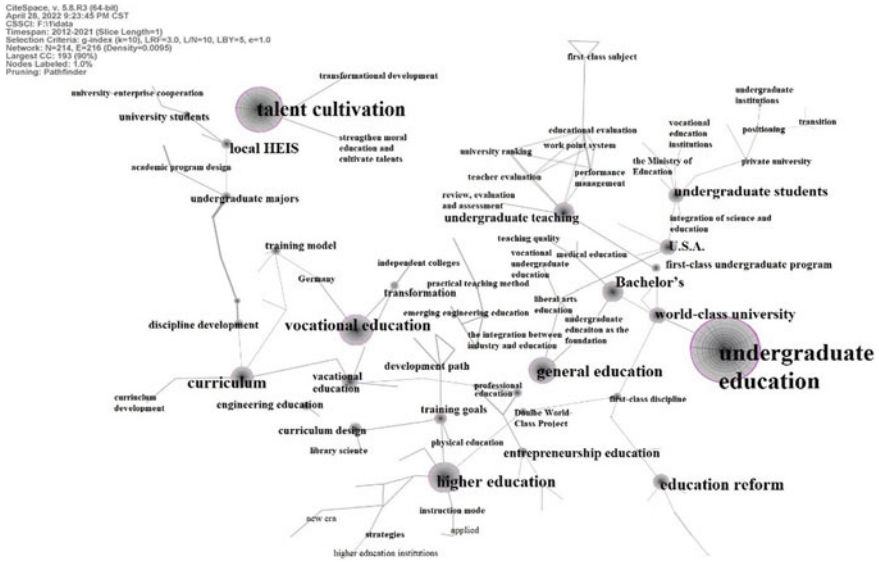 CiteSpace, v. 5.8.R3 (64-bit)
April 28, 2022 9:23:45 PM CST
CSSCI: F:\1\data
Timespan: 2012-2021 (Slice Length=1)
Selection Criteria: g-index (k=10), LRF=3.0, L/N=10, LBY=5, e=1.0
Network: N=214, E=216 (Density=0.0095)
Largest CC: 193 (90%)
Nodes Labeled: 1.0%
Pruning: Pathfinder
first-class subject
transformational development
university-enterprise cooperation
talent cultivation
university students
undergraduate
institutions
vocational
education
institutions
positioning
transition
educational evaluation
work point system
strengthen moral
education and
cultivate talents
local HEIS
university ranking
the Ministry of
Education
private university
academic program design
teacher evaluation
performance
management
undergraduate students
undergraduate majors
review, evaluation
and assessment
undergraduate teaching
integration of science and
education
training model
teaching quality
U.S.A.
vocational
undergraduate
education
medical education
first-class undergraduate program
independent colleges
Germany
practical teaching method
transformation
Bachelor's
liberal arts
education
emerging engineering education
world-class university
discipline development
vocational education
undergraduate
educaiton as the
foundation
the integration between
industry and education
undergraduate
education
development path
general education
curriculum
vacational
education
professional
education
curriculum
development
engineering education
training goals
first-class discipline
Doulbe World-
Class Project
curriculum design
library science
physical education
entrepreneurship education
higher education
education reform
instruction mode
new era
strategies
applied
higher education institutions